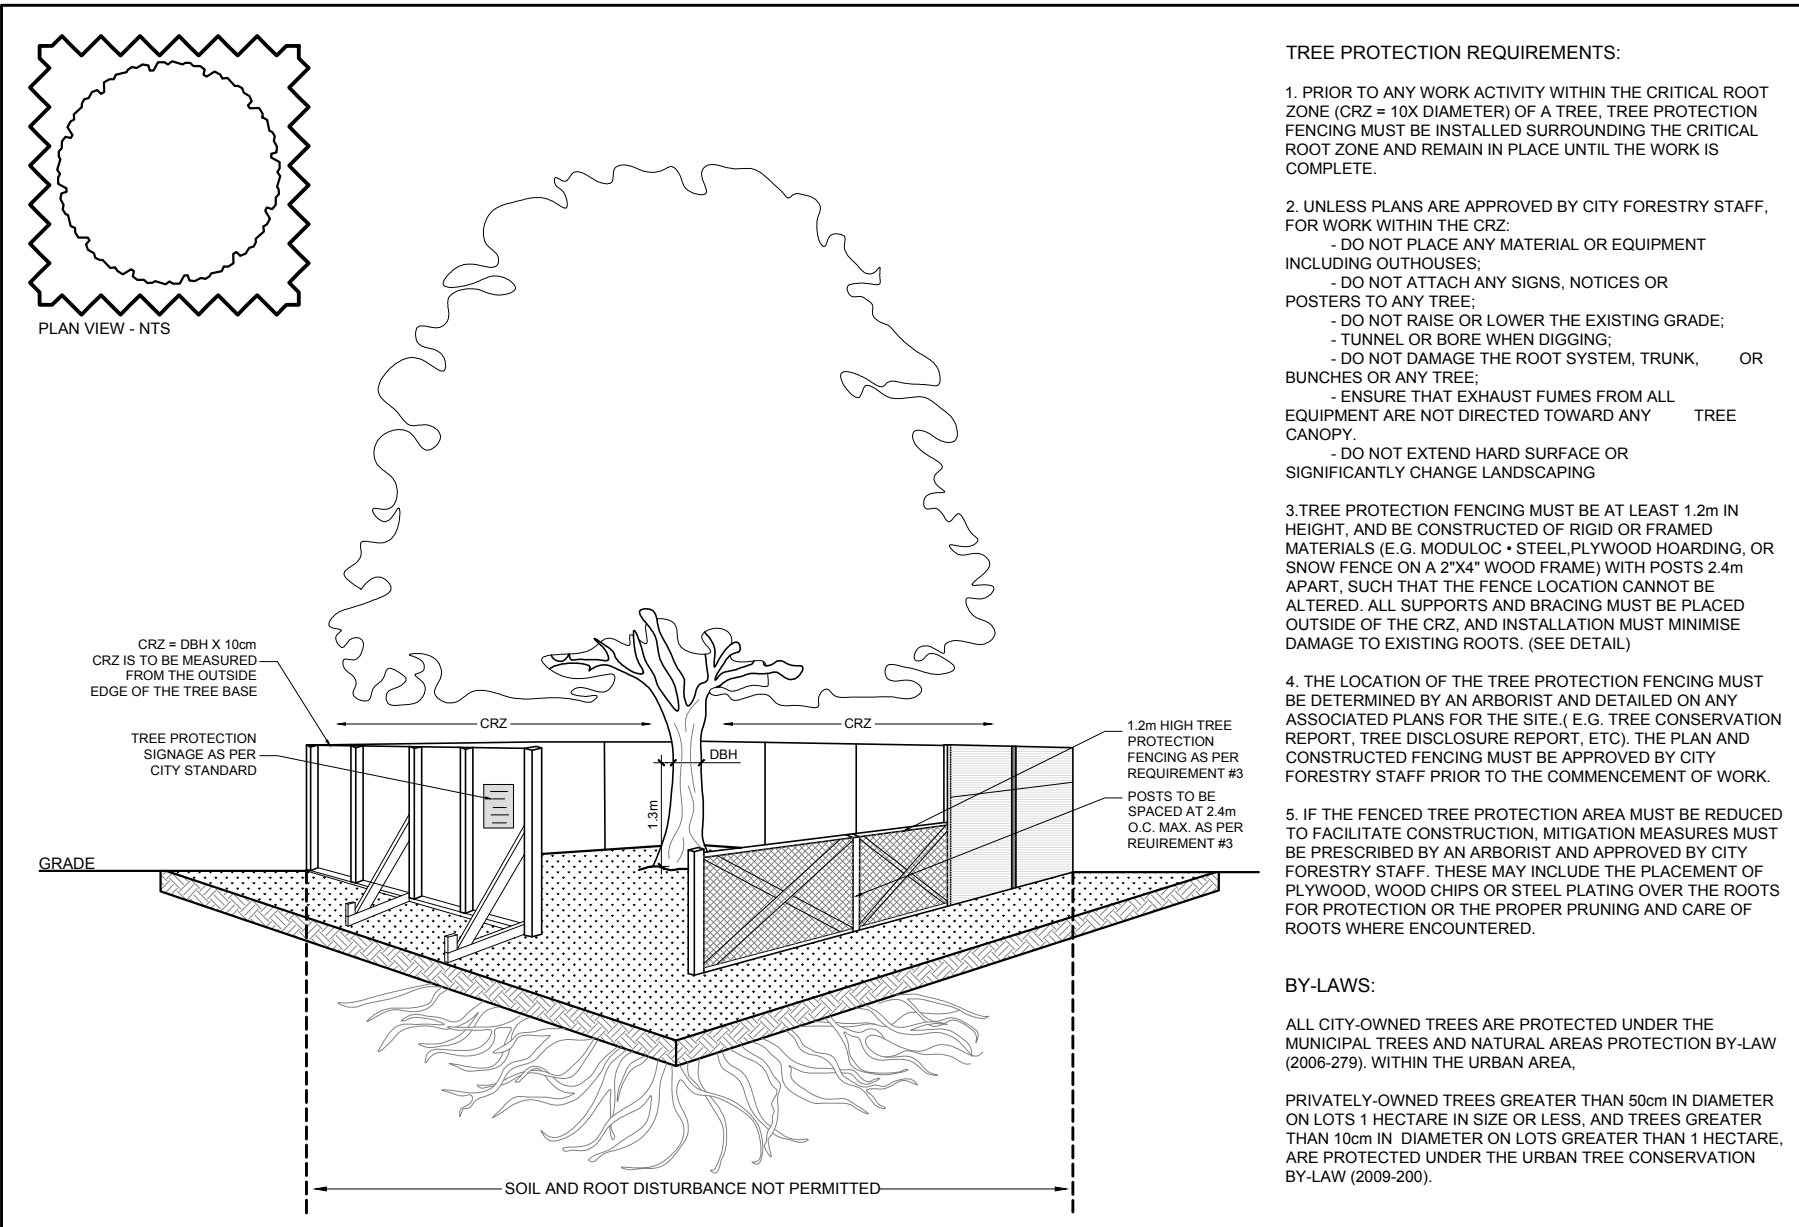 PLAN VIEW - NTS
CRZ = DBH X 10cm
CRZ IS TO BE MEASURED
FROM THE OUTSIDE
EDGE OF THE TREE BASE
TREE PROTECTION
SIGNAGE AS PER
CITY STANDARD
GRADE
CRZ
CRZ
DBH
1.3m
1.2m HIGH TREE
PROTECTION
FENCING AS PER
REQUIREMENT #3
POSTS TO BE
SPACED AT 2.4m
O.C. MAX. AS PER
REUIREMENT #3
SOIL AND ROOT DISTURBANCE NOT PERMITTED
TREE PROTECTION REQUIREMENTS:
1. PRIOR TO ANY WORK ACTIVITY WITHIN THE CRITICAL ROOT
ZONE (CRZ = 10X DIAMETER) OF A TREE, TREE PROTECTION
FENCING MUST BE INSTALLED SURROUNDING THE CRITICAL
ROOT ZONE AND REMAIN IN PLACE UNTIL THE WORK IS
COMPLETE.
2. UNLESS PLANS ARE APPROVED BY CITY FORESTRY STAFF,
FOR WORK WITHIN THE CRZ:
- DO NOT PLACE ANY MATERIAL OR EQUIPMENT
INCLUDING OUTHOUSES;
- DO NOT ATTACH ANY SIGNS, NOTICES OR
POSTERS TO ANY TREE;
- DO NOT RAISE OR LOWER THE EXISTING GRADE;
- TUNNEL OR BORE WHEN DIGGING;
- DO NOT DAMAGE THE ROOT SYSTEM, TRUNK, OR
BUNCHES OR ANY TREE;
- ENSURE THAT EXHAUST FUMES FROM ALL
EQUIPMENT ARE NOT DIRECTED TOWARD ANY TREE
CANOPY.
- DO NOT EXTEND HARD SURFACE OR
SIGNIFICANTLY CHANGE LANDSCAPING
3.TREE PROTECTION FENCING MUST BE AT LEAST 1.2m IN
HEIGHT, AND BE CONSTRUCTED OF RIGID OR FRAMED
MATERIALS (E.G. MODULOC • STEEL,PLYWOOD HOARDING, OR
SNOW FENCE ON A 2"X4" WOOD FRAME) WITH POSTS 2.4m
APART, SUCH THAT THE FENCE LOCATION CANNOT BE
ALTERED. ALL SUPPORTS AND BRACING MUST BE PLACED
OUTSIDE OF THE CRZ, AND INSTALLATION MUST MINIMISE
DAMAGE TO EXISTING ROOTS. (SEE DETAIL)
4. THE LOCATION OF THE TREE PROTECTION FENCING MUST
BE DETERMINED BY AN ARBORIST AND DETAILED ON ANY
ASSOCIATED PLANS FOR THE SITE.( E.G. TREE CONSERVATION
REPORT, TREE DISCLOSURE REPORT, ETC). THE PLAN AND
CONSTRUCTED FENCING MUST BE APPROVED BY CITY
FORESTRY STAFF PRIOR TO THE COMMENCEMENT OF WORK.
5. IF THE FENCED TREE PROTECTION AREA MUST BE REDUCED
TO FACILITATE CONSTRUCTION, MITIGATION MEASURES MUST
BE PRESCRIBED BY AN ARBORIST AND APPROVED BY CITY
FORESTRY STAFF. THESE MAY INCLUDE THE PLACEMENT OF
PLYWOOD, WOOD CHIPS OR STEEL PLATING OVER THE ROOTS
FOR PROTECTION OR THE PROPER PRUNING AND CARE OF
ROOTS WHERE ENCOUNTERED.
BY-LAWS:
ALL CITY-OWNED TREES ARE PROTECTED UNDER THE
MUNICIPAL TREES AND NATURAL AREAS PROTECTION BY-LAW
(2006-279). WITHIN THE URBAN AREA,
PRIVATELY-OWNED TREES GREATER THAN 50cm IN DIAMETER
ON LOTS 1 HECTARE IN SIZE OR LESS, AND TREES GREATER
THAN 10cm IN DIAMETER ON LOTS GREATER THAN 1 HECTARE,
ARE PROTECTED UNDER THE URBAN TREE CONSERVATION
BY-LAW (2009-200).